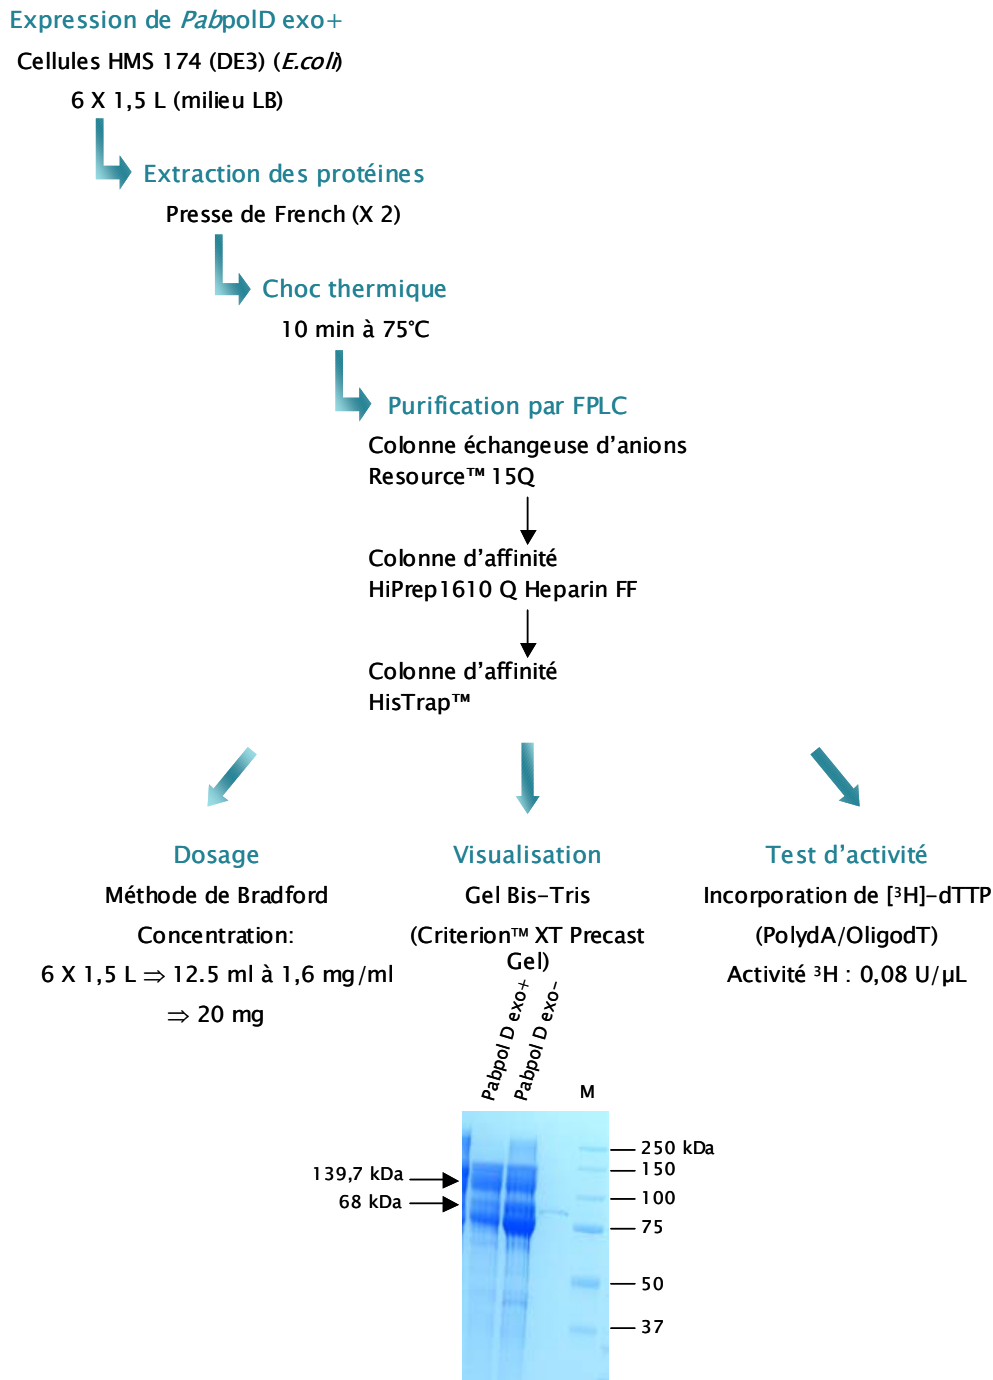 Expression de PabpolD exo+
Cellules HMS 174 (DE3) (E.coli)
6 X 1,5 L (milieu LB)
Extraction des protéines
Presse de French (X 2)
Choc thermique
10 min à 75°C
Purification par FPLC
Colonne échangeuse d’anions
Resource™ 15Q
Colonne d’affinité
HiPrep1610 Q Heparin FF
Colonne d’affinité
HisTrap™
Dosage
Méthode de Bradford
Concentration:
6 X 1,5 L ⇒ 12.5 ml à 1,6 mg/ml
⇒ 20 mg
Visualisation
Gel Bis-Tris
(Criterion™ XT Precast
Gel)
Test d’activité
Incorporation de [³H]-dTTP
(PolydA/OligodT)
Activité ³H : 0,08 U/µL
Pabpol D exo+
Pabpol D exo-
M
139,7 kDa
68 kDa
250 kDa
150
100
75
50
37